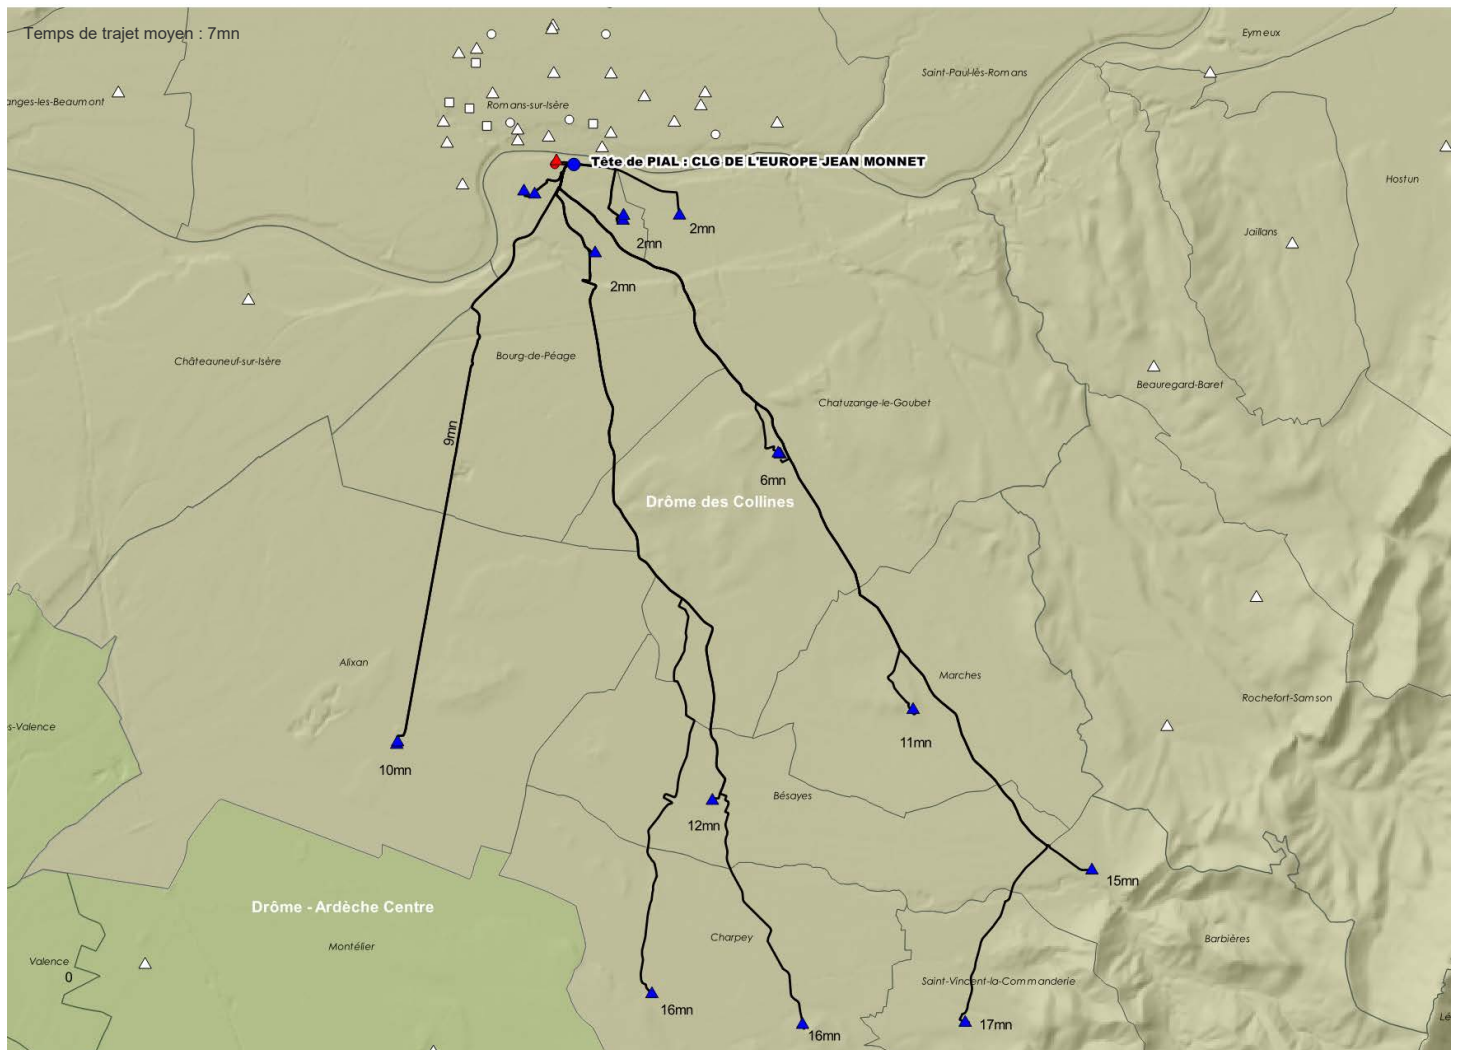 Temps de trajet moyen : 7mn
Eymeux
Saint-Paul-lès-Romans
anges-les-Beaumont
Romans-sur-Isère
Tête de PIAL : CLG DE L'EUROPE JEAN MONNET
Hostun
2mn
Jaillans
2mn
2mn
Châteauneuf-sur-Isère
Bourg-de-Péage
Beauregard-Baret
Chatuzange-le-Goubet
9mn
6mn
Drôme des Collines
Alixan
Marches
Rochefort-Samson
s-Valence
11mn
10mn
Bésayes
12mn
15mn
Drôme - Ardèche Centre
Charpey
Barbières
Montélier
Valence
0
Saint-Vincent-la-Commanderie
16mn
Lé
17mn
16mn